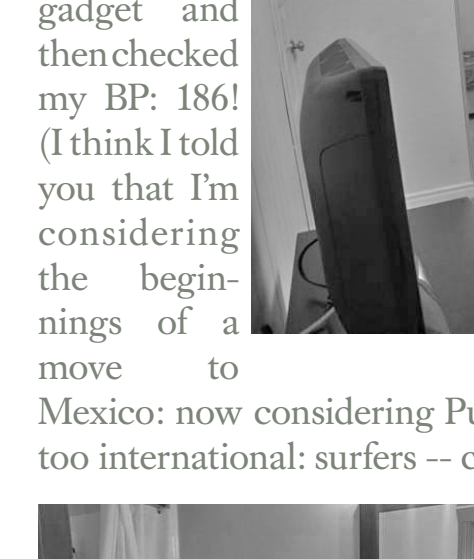 gadget and
then checked
my BP: 186!
(I think I told
you that I'm
considering
the begin-
nings of a
move to
Mexico: now considering
too international: surfers --